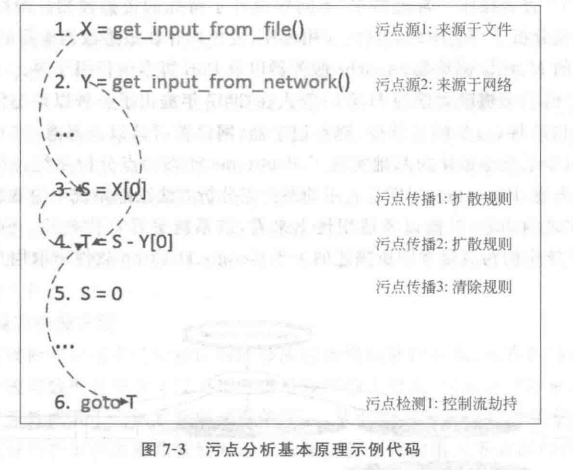 1. X = get_input_from_file() 污点源1: 来源于文件
2. Y = get_input_from_network() 污点源2: 来源于网络
...
3. S = X[0] 污点传播1: 扩散规则
4. T = S - Y[0] 污点传播2: 扩散规则
5. S = 0 污点传播3: 清除规则
...
6. goto T 污点检测1: 控制流劫持
图 7-3 污点分析基本原理示例代码